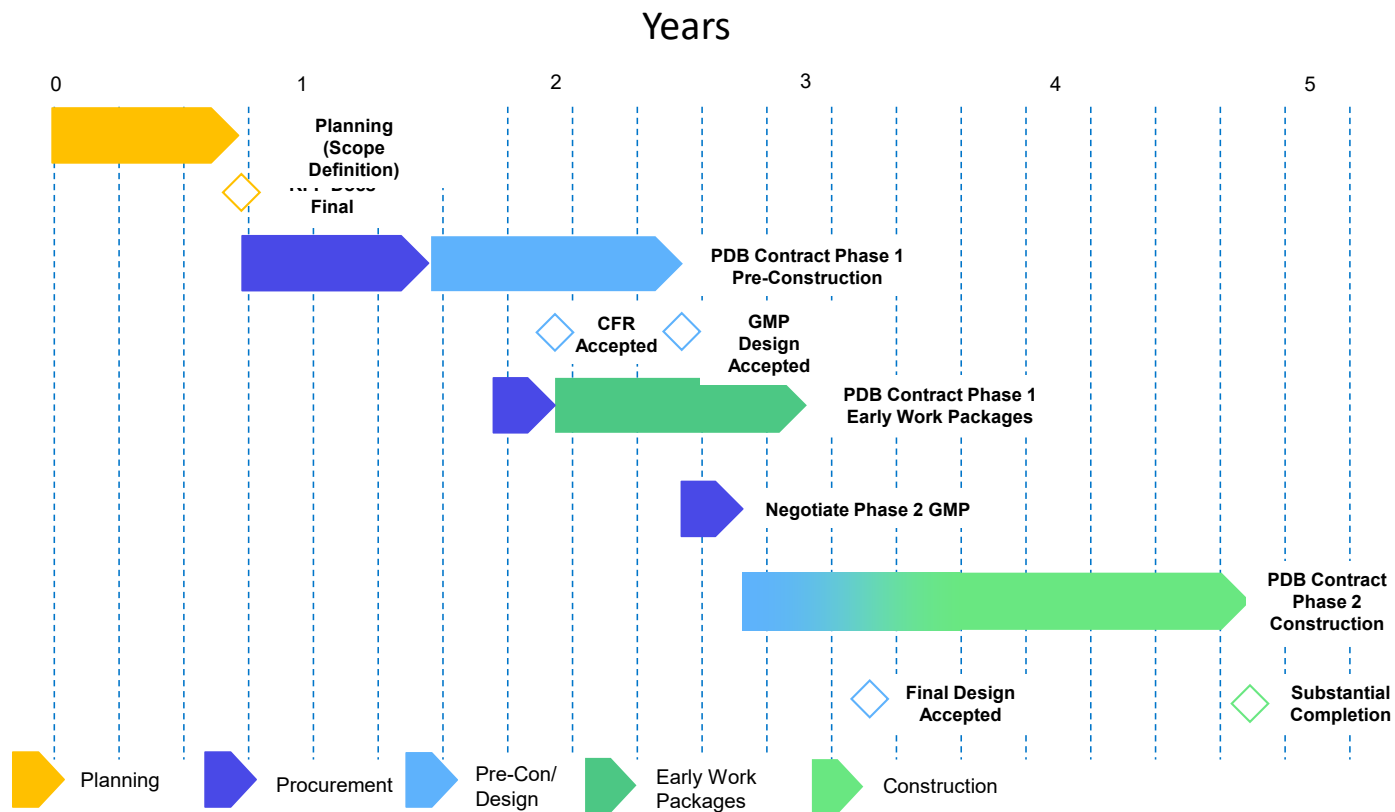 Years
0 1 2 3 4 5
Planning
(Scope
Definition)
Final
PDB Contract Phase 1
Pre-Construction
CFR
Accepted
GMP
Design
Accepted
PDB Contract Phase 1
Early Work Packages
Negotiate Phase 2 GMP
PDB Contract
Phase 2
Construction
Final Design
Accepted
Substantial
Completion
Planning
Procurement
Pre-Con/
Design
Early Work
Packages
Construction